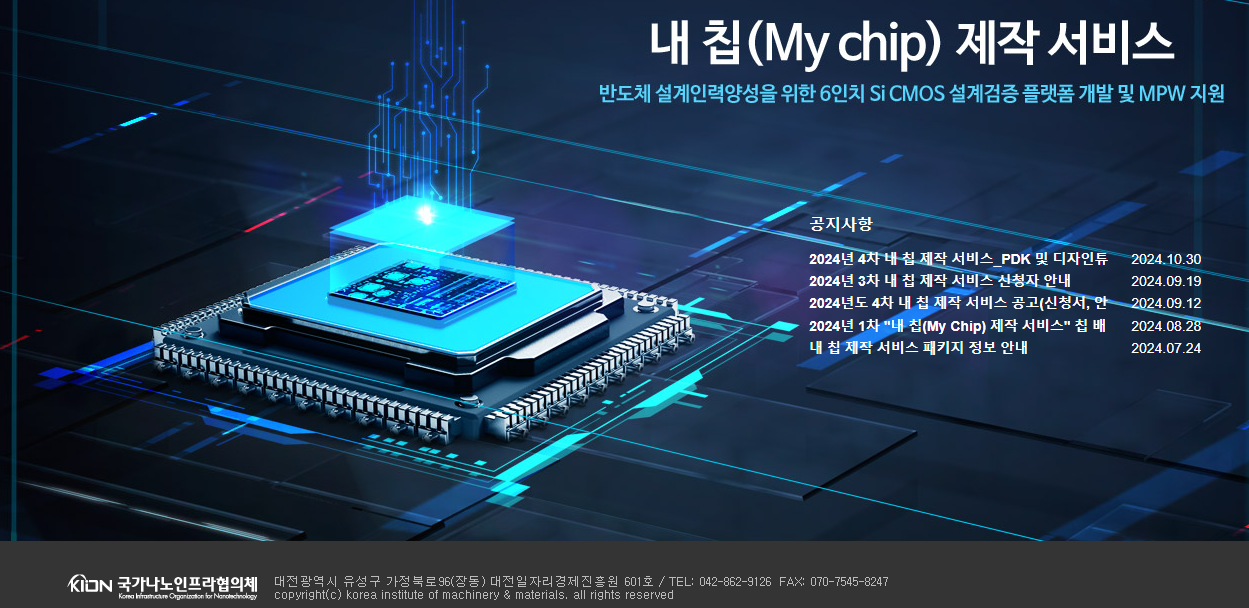 내 칩(My chip) 제작 서비스
반도체 설계인력양성을 위한 6인치 Si CMOS 설계검증 플랫폼 개발 및 MPW 지원
공지사항
2024년 4차 내 칩 제작 서비스_PDK 및 디자인튜 2024.10.30
2024년 3차 내 칩 제작 서비스 신청자 안내 2024.09.19
2024년도 4차 내 칩 제작 서비스 공고(신청서, 안 2024.09.12
2024년 1차 "내 칩(My Chip) 제작 서비스" 칩 배 2024.08.28
내 칩 제작 서비스 패키지 정보 안내 2024.07.24
KION 국가나노인프라협의체
Korea Infrastructure Organization for Nanotechnology
대전광역시 유성구 가정북로96(장동) 대전일자리경제진흥원 601호 / TEL: 042-862-9126 FAX: 070-7545-8247
copyright(c) korea institute of machinery & materials. all rights reserved